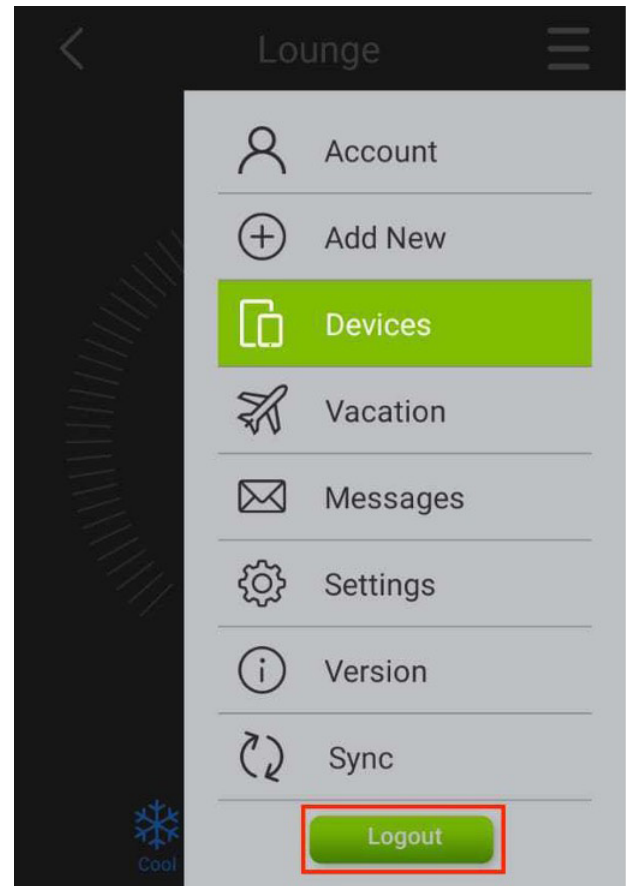 Lounge
Account
Add New
Devices
Vacation
Messages
Settings
Version
Sync
Logout
Cool